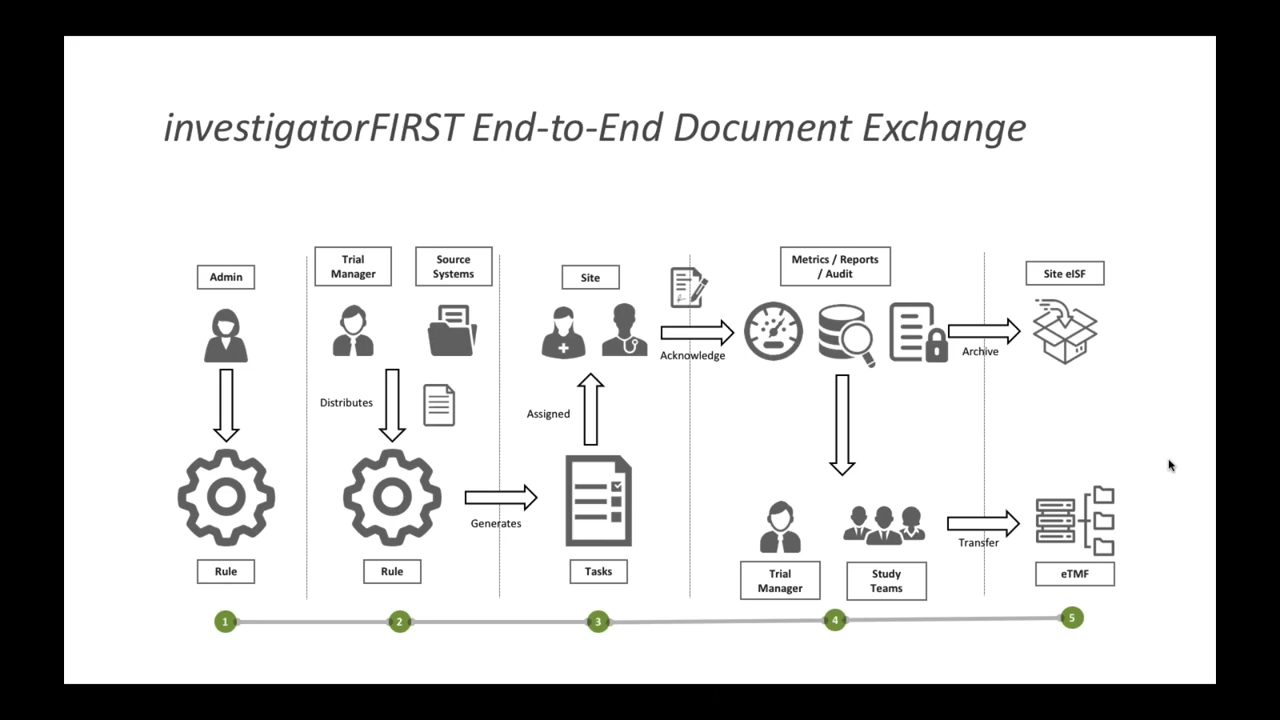 investigatorFIRST End-to-End Document Exchange
Admin
Rule
Trial
Manager
Source
Systems
Distributes
Rule
Generates
Site
Assigned
Tasks
Acknowledge
Metrics / Reports
/ Audit
Trial
Manager
Study
Teams
Archive
Transfer
Site eISF
eTMF
1
2
3
4
5